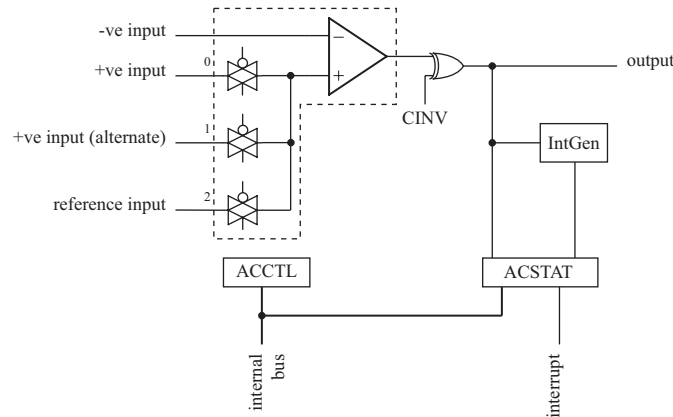 -ve input
−
+ve input
0
+
output
CINV
+ve input (alternate)
1
IntGen
reference input
2
ACCTL
ACSTAT
internal
bus
interrupt